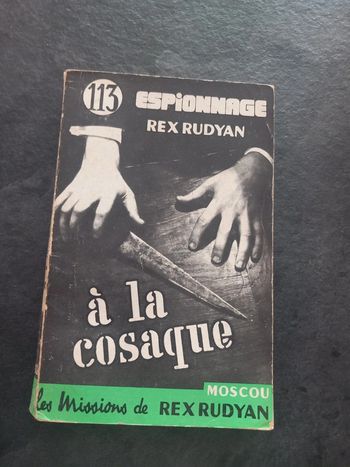 113 ESPIONNAGE
REX RUDYAN
à la
cosaque
MOSCOU
les Missions de REX RUDYAN